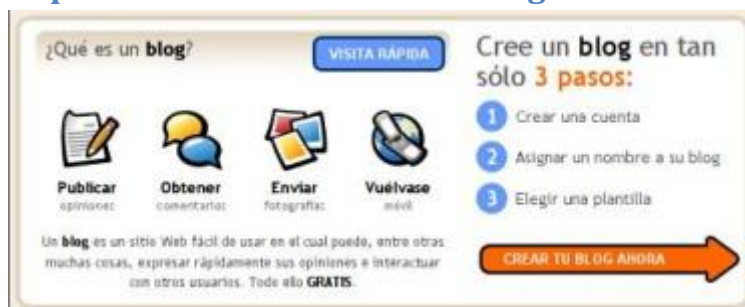 ¿Qué es un blog?
VISITA RÁPIDA
Publicar
opiniones
Obtener
comentarios
Enviar
fotografías
Vuélvase
móvil
Un blog es un sitio Web fácil de usar en el cual puede, entre otras
muchas cosas, expresar rápidamente sus opiniones e interactuar
con otros usuarios. Todo ello GRATIS.
Cree un blog en tan
sólo 3 pasos:
1 Crear una cuenta
2 Asignar un nombre a su blog
3 Elegir una plantilla
CREAR TU BLOG AHORA